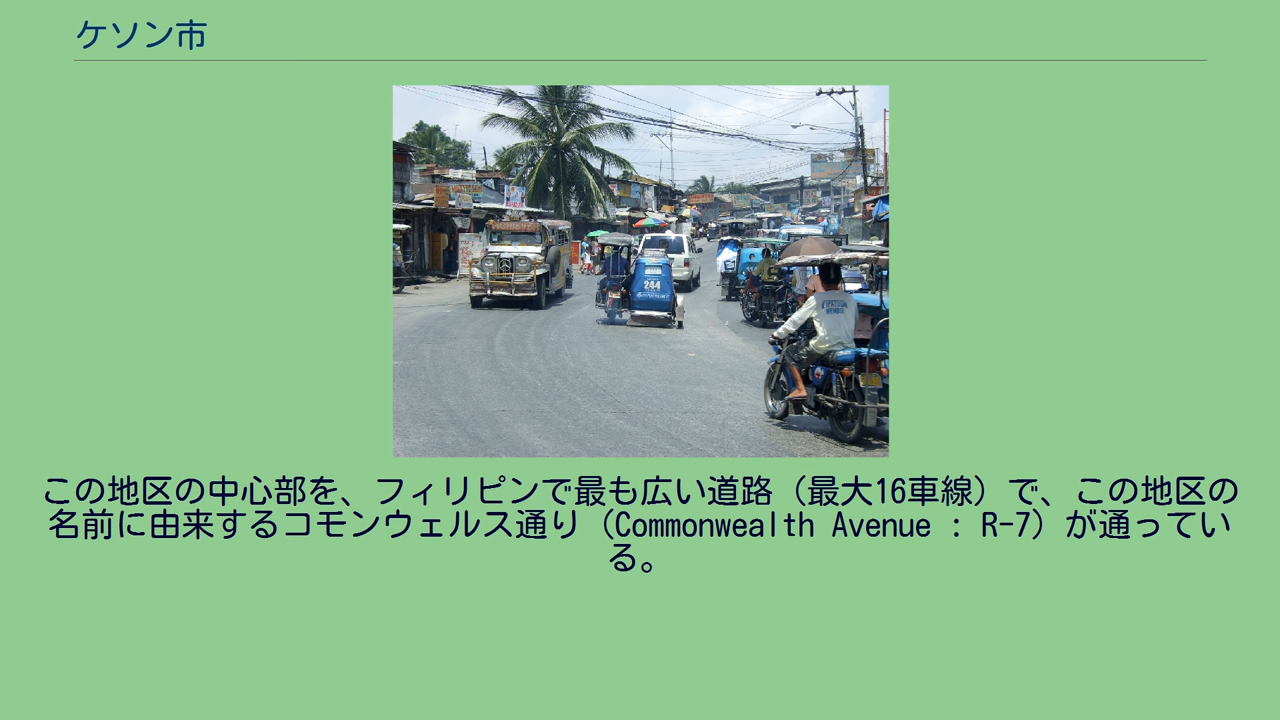 ケソン市
244
この地区の中心部を、フィリピンで最も広い道路（最大16車線）で、この地区の
名前に由来するコモンウェルス通り（Commonwealth Avenue : R-7）が通ってい
る。